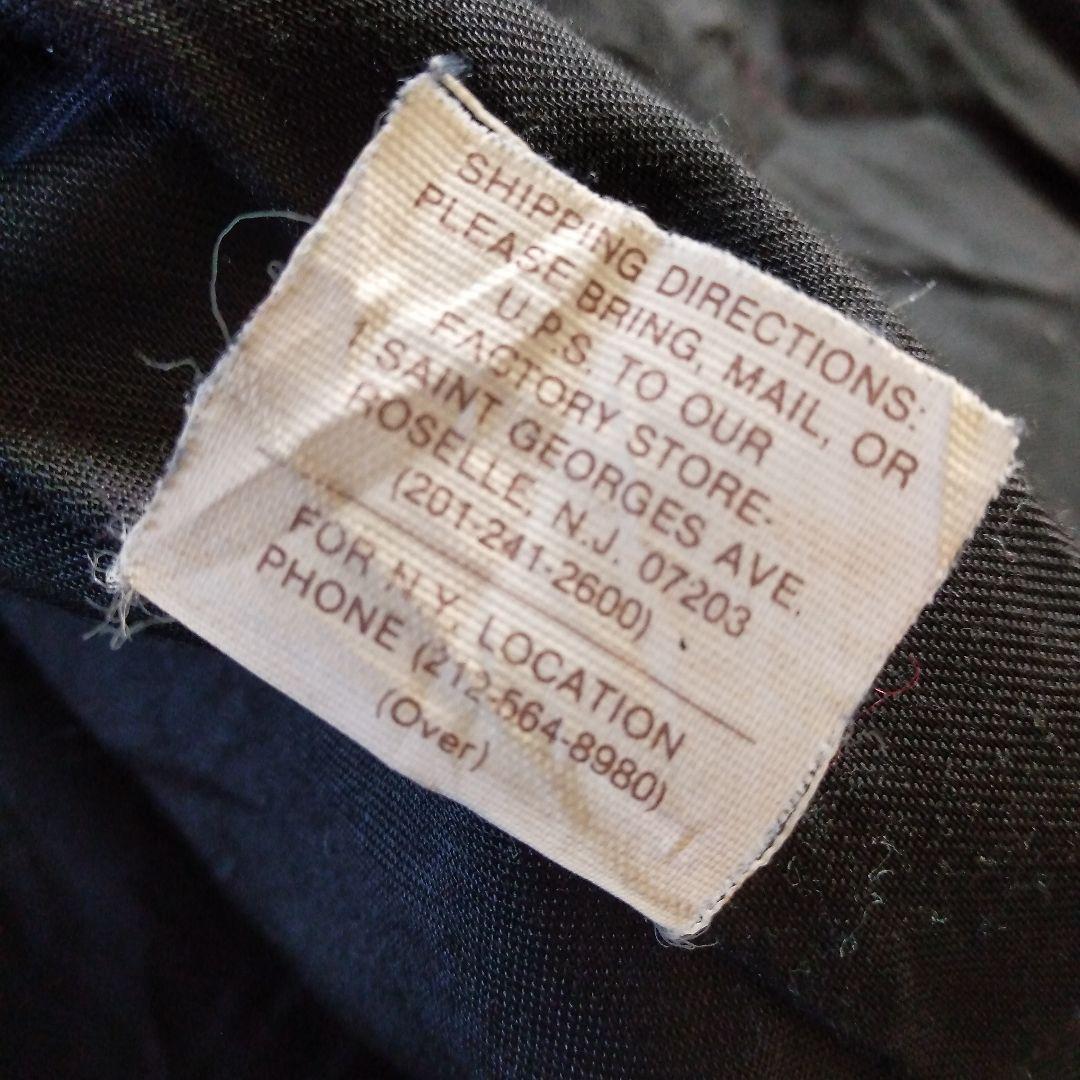 SHIPPING DIRECTIONS:
PLEASE BRING, MAIL, OR
U.P.S. TO OUR
FACTORY STORE-
1 SAINT GEORGES AVE.
ROSELLE, N.J. 07203
(201-241-2600)
FOR N.Y. LOCATION
PHONE (212-564-8980)
(Over)